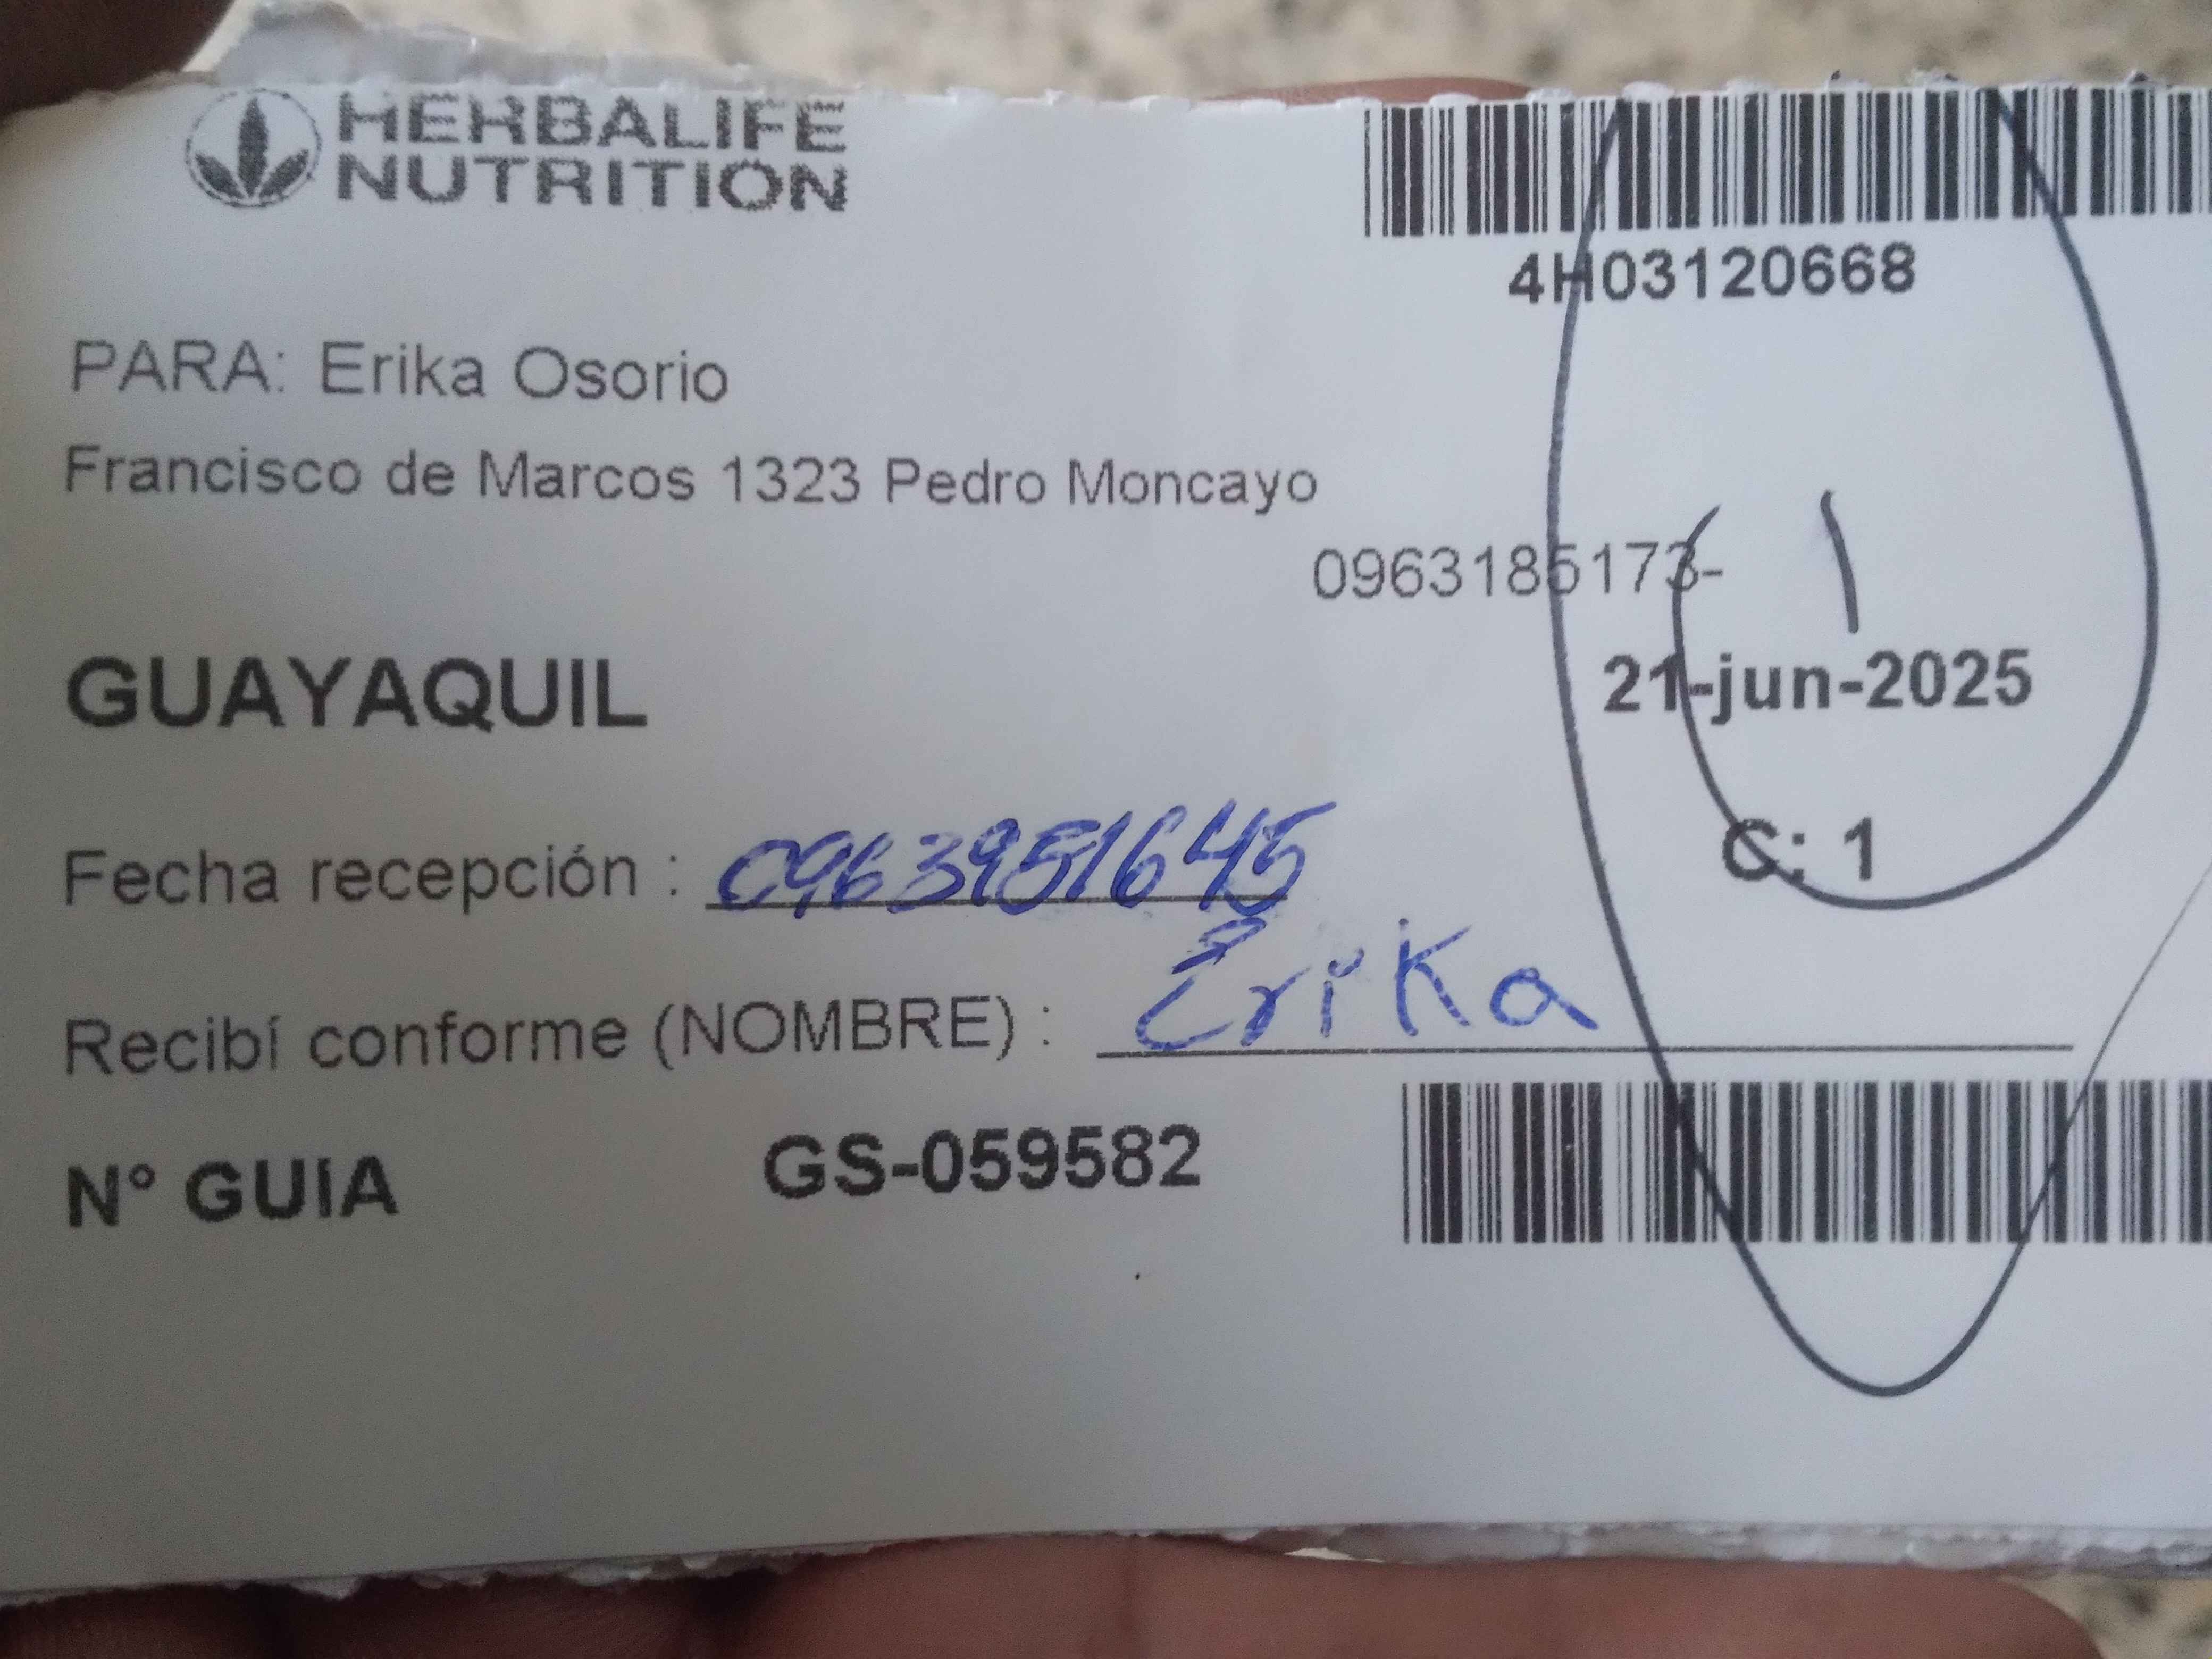 HERBALIFE
NUTRITION
4H03120668
PARA: Erika Osorio
Francisco de Marcos 1323 Pedro Moncayo
0963185173-
GUAYAQUIL
21-jun-2025
C: 1
Fecha recepción : 0963951645
Recibí conforme (NOMBRE) : Erika
N° GUIA GS-059582